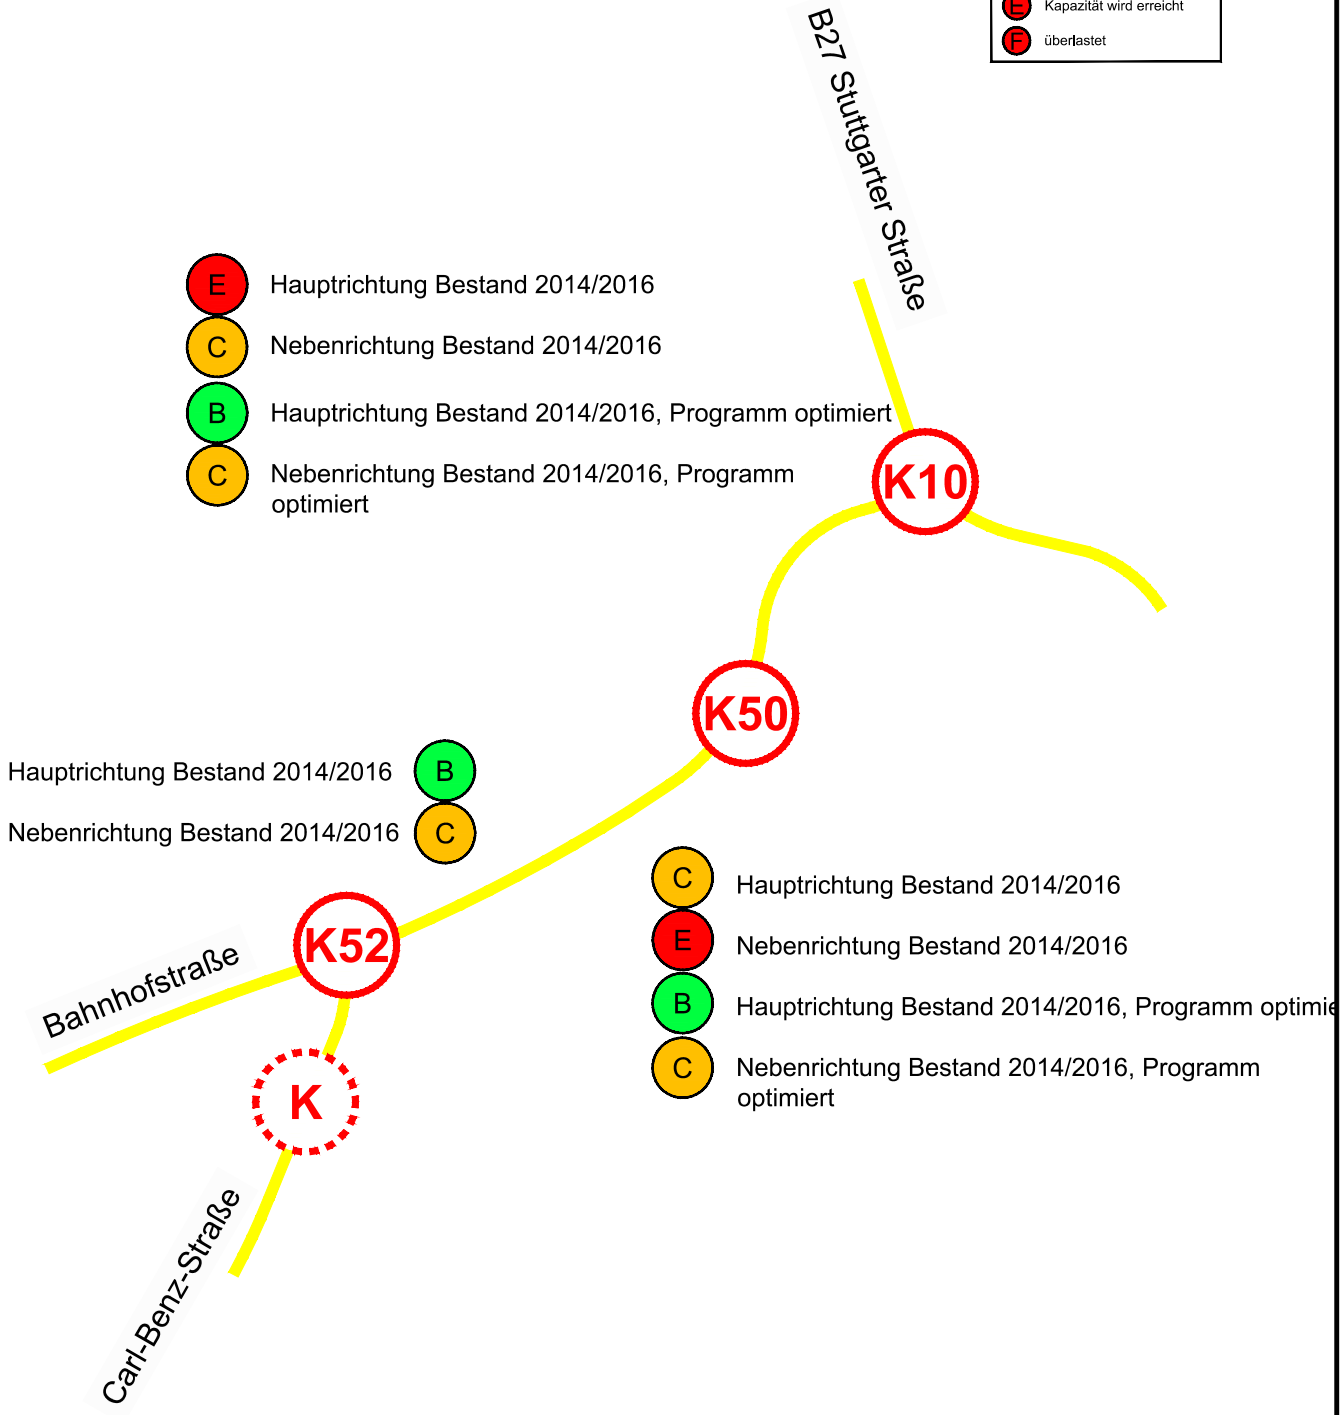 E Kapazität wird erreicht
F überlastet
B27 Stuttgarter Straße
E Hauptrichtung Bestand 2014/2016
C Nebenrichtung Bestand 2014/2016
B Hauptrichtung Bestand 2014/2016, Programm optimiert
C Nebenrichtung Bestand 2014/2016, Programm
optimiert
K10
K50
Hauptrichtung Bestand 2014/2016 B
Nebenrichtung Bestand 2014/2016 C
C Hauptrichtung Bestand 2014/2016
E Nebenrichtung Bestand 2014/2016
B Hauptrichtung Bestand 2014/2016, Programm optimie
C Nebenrichtung Bestand 2014/2016, Programm
optimiert
K52
Bahnhofstraße
K
Carl-Benz-Straße